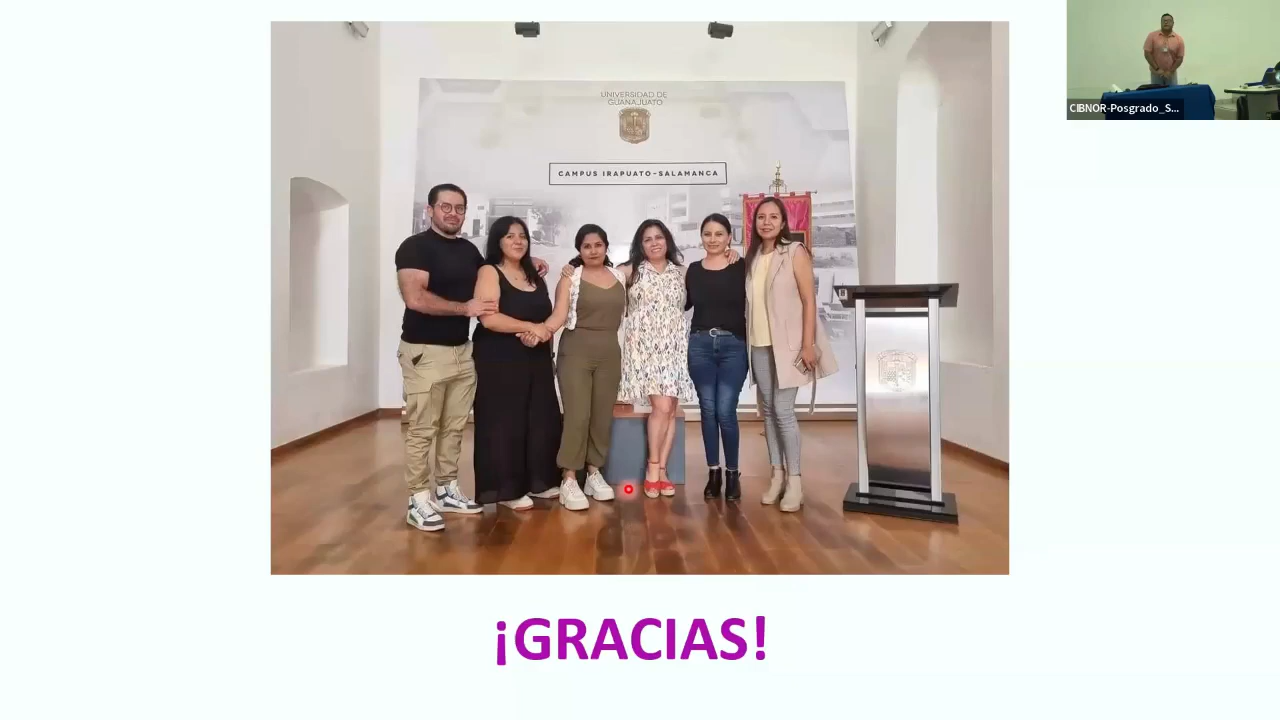 UNIVERSIDAD DE
GUANAJUATO
CAMPUS IRAPUATO-SALAMANCA
CIBNOR-Posgrado_S...
¡GRACIAS!